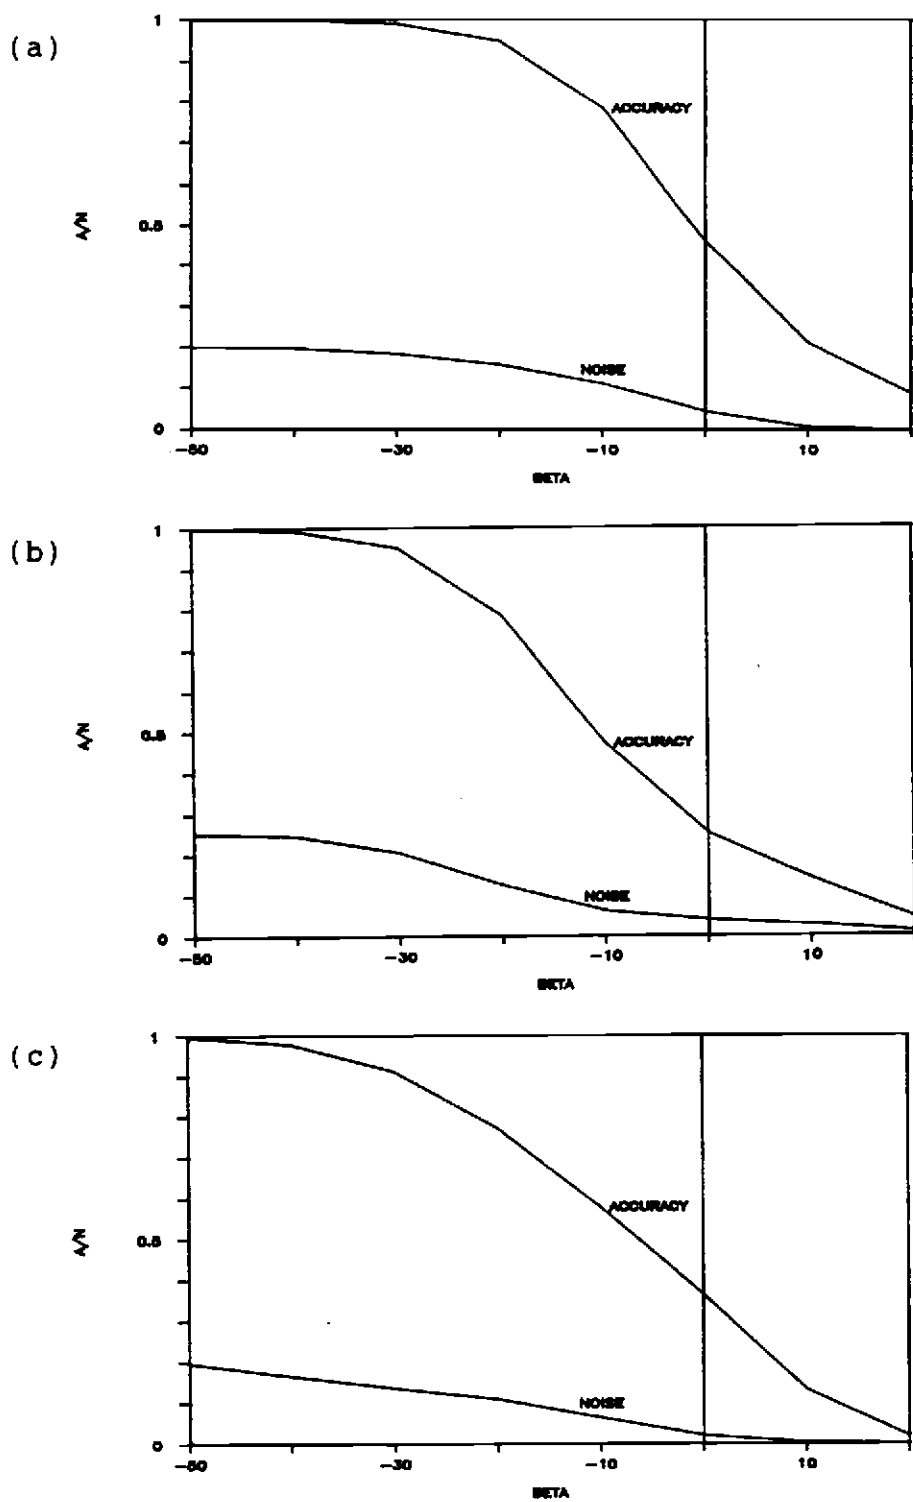 (a)
1
ACCURACY
A/N
0.5
NOISE
0
-50
-30
-10
10
BETA
(b)
1
A/N
0.5
ACCURACY
NOISE
0
-50
-30
-10
10
BETA
(c)
1
ACCURACY
A/N
0.5
NOISE
0
-50
-30
-10
10
BETA